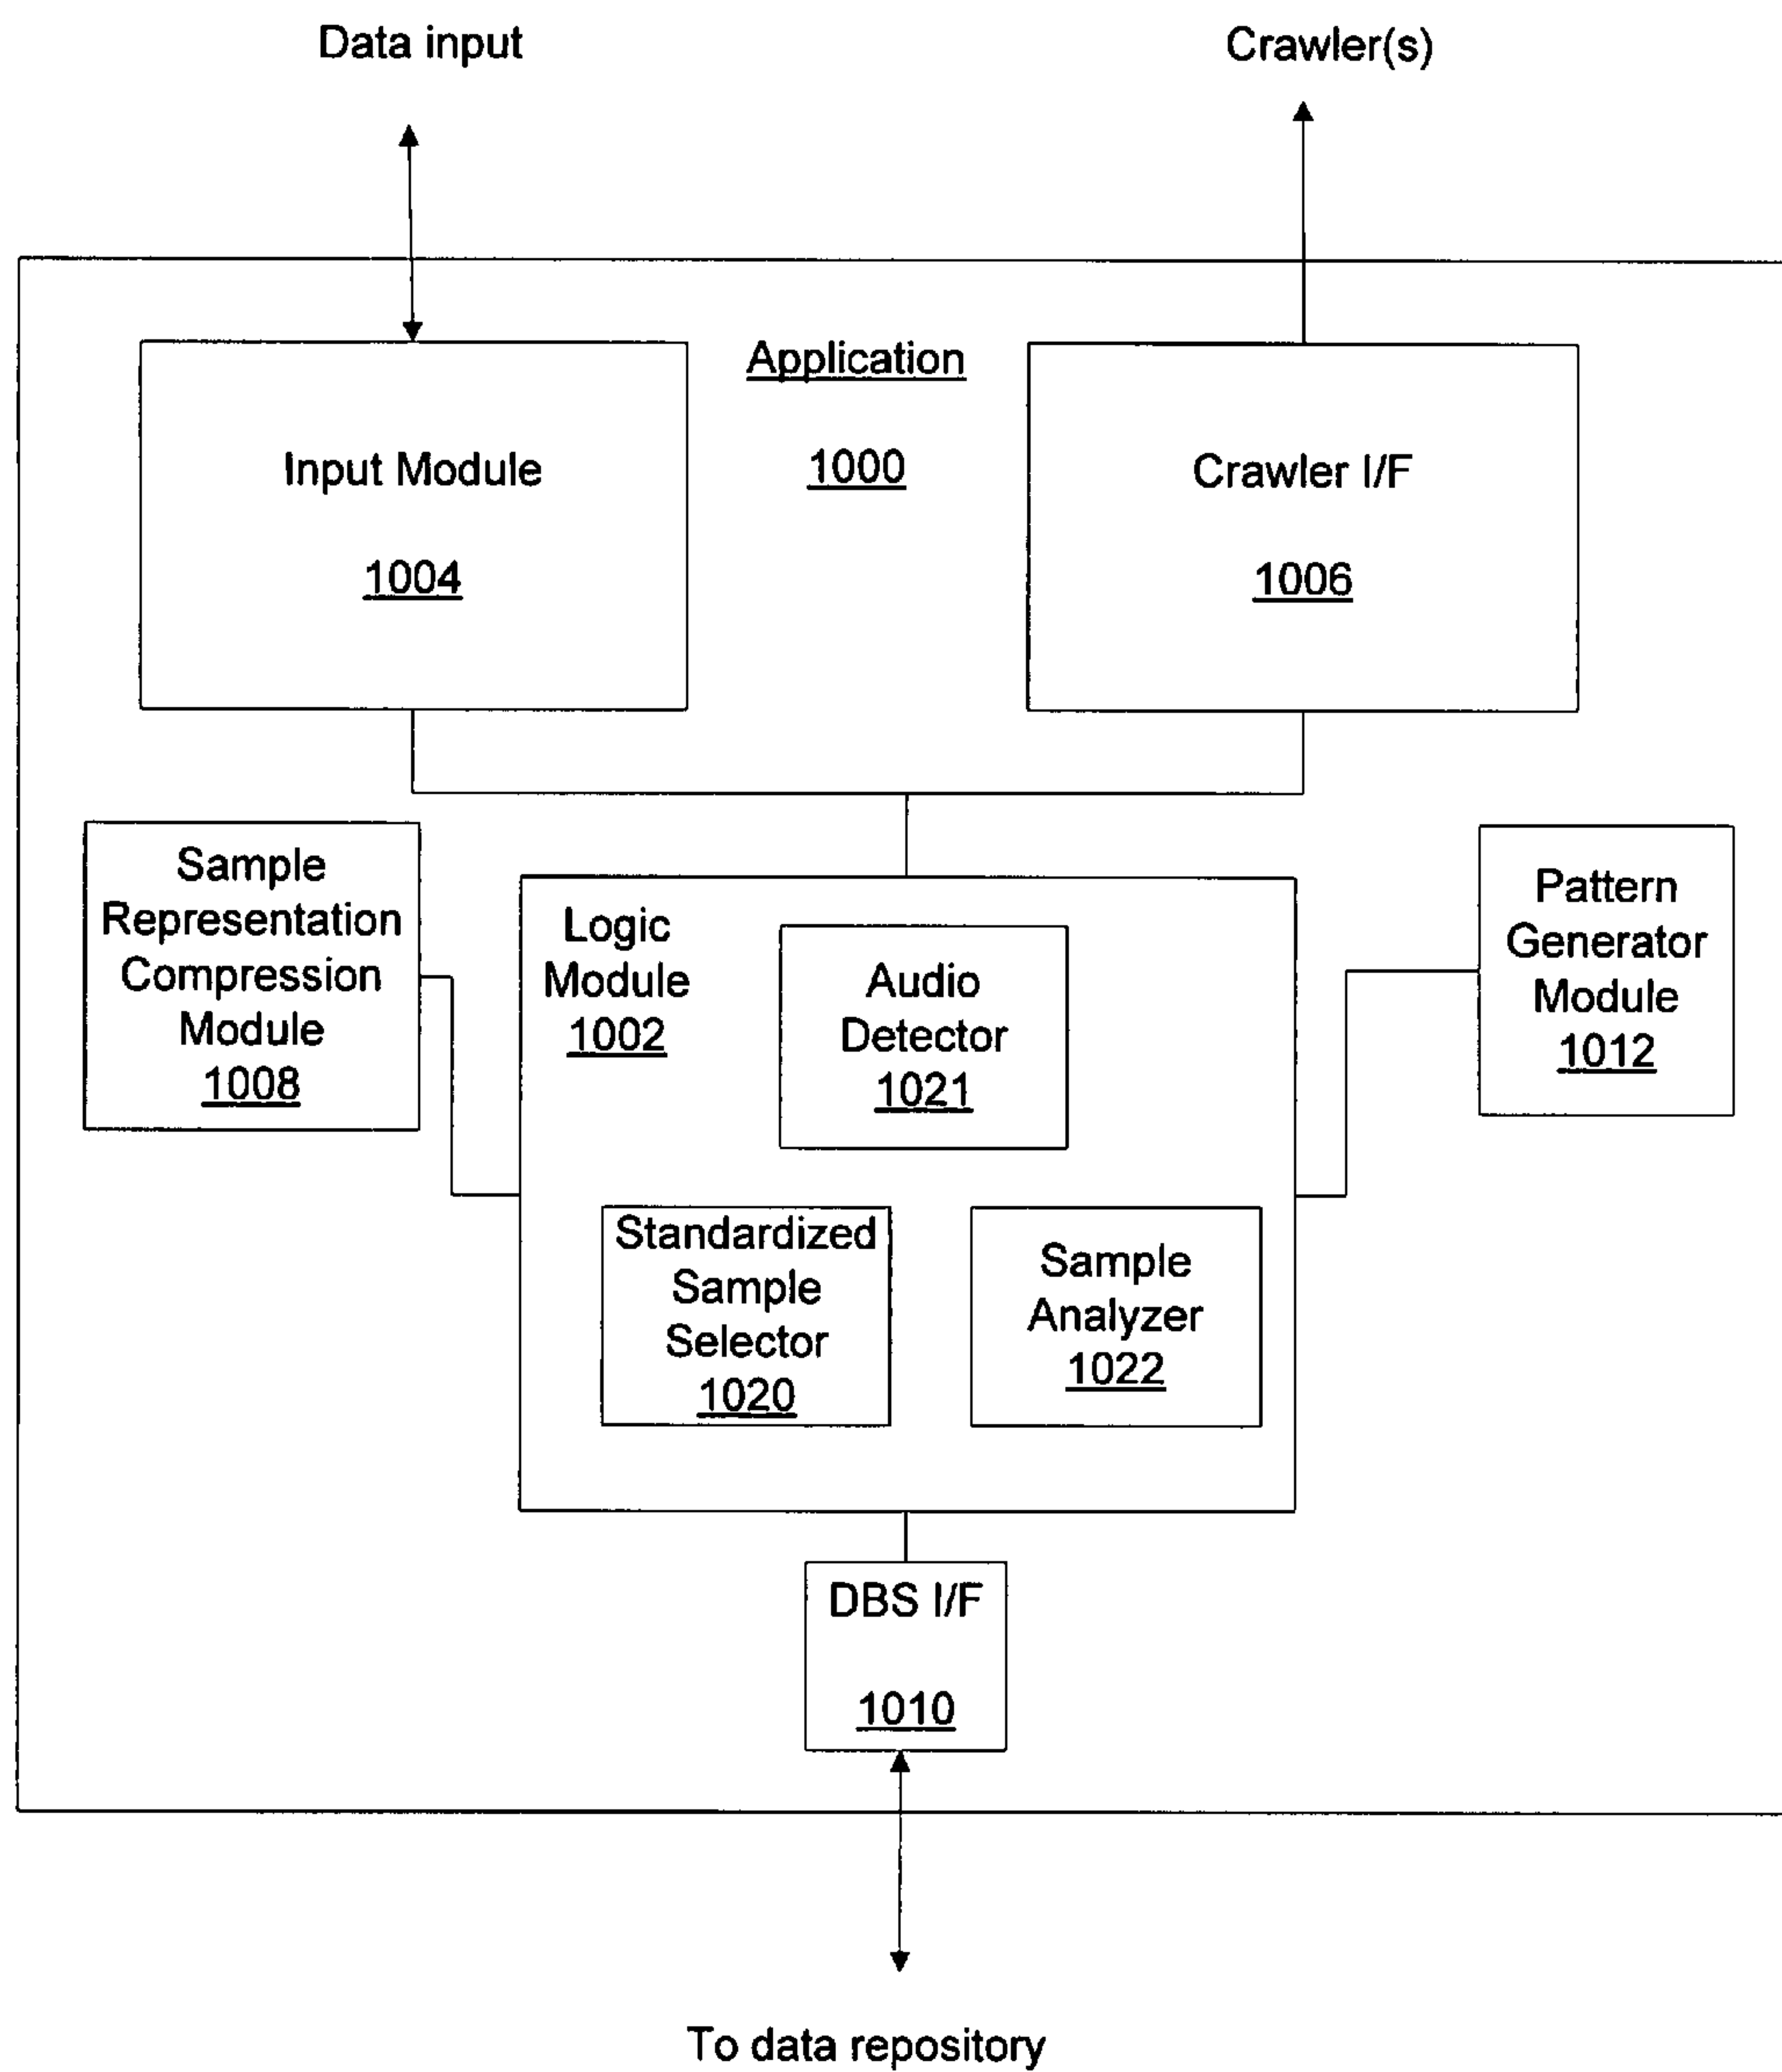 Data input
Crawler(s)
Application
1000
Input Module
1004
Crawler I/F
1006
Sample
Representation
Compression
Module
1008
Logic
Module
1002
Audio
Detector
1021
Pattern
Generator
Module
1012
Standardized
Sample
Selector
1020
Sample
Analyzer
1022
DBS I/F
1010
To data repository